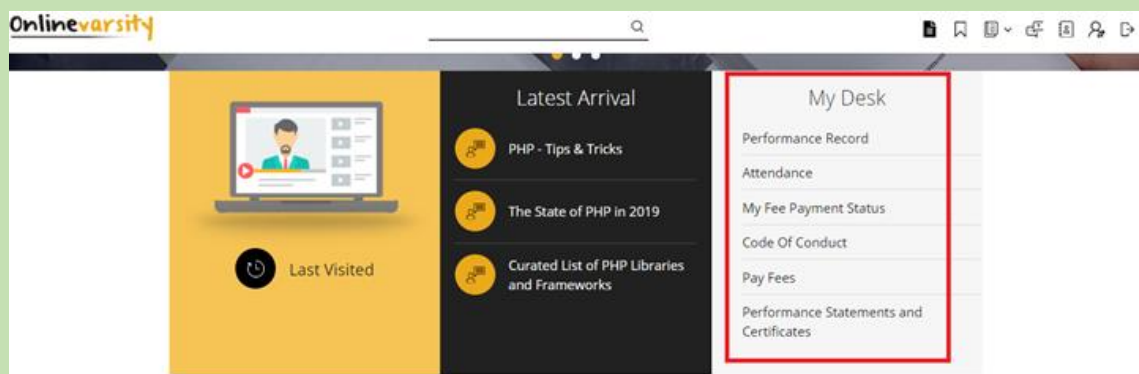 Onlinevarsity
Latest Arrival
PHP - Tips & Tricks
The State of PHP in 2019
Curated List of PHP Libraries
and Frameworks
Last Visited
My Desk
Performance Record
Attendance
My Fee Payment Status
Code Of Conduct
Pay Fees
Performance Statements and
Certificates